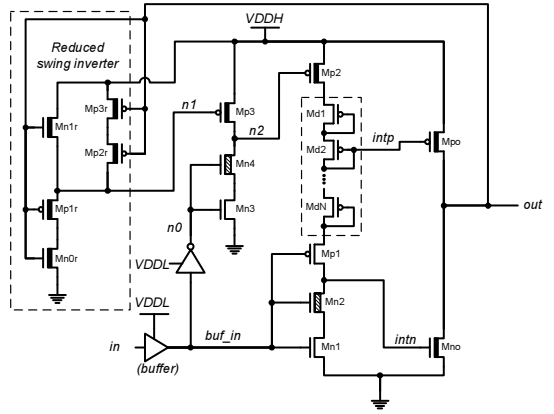 VDDH
Reduced
swing inverter
Mp3r
Mn1r
Mp2r
Mp1r
Mn0r
n1
Mp3
n2
Mp2
Mn4
Mn3
n0
Md1
Md2
MdN
intp
Mpo
out
VDDL
Mp1
Mn2
VDDL
in
(buffer)
buf_in
Mn1
intn
Mno